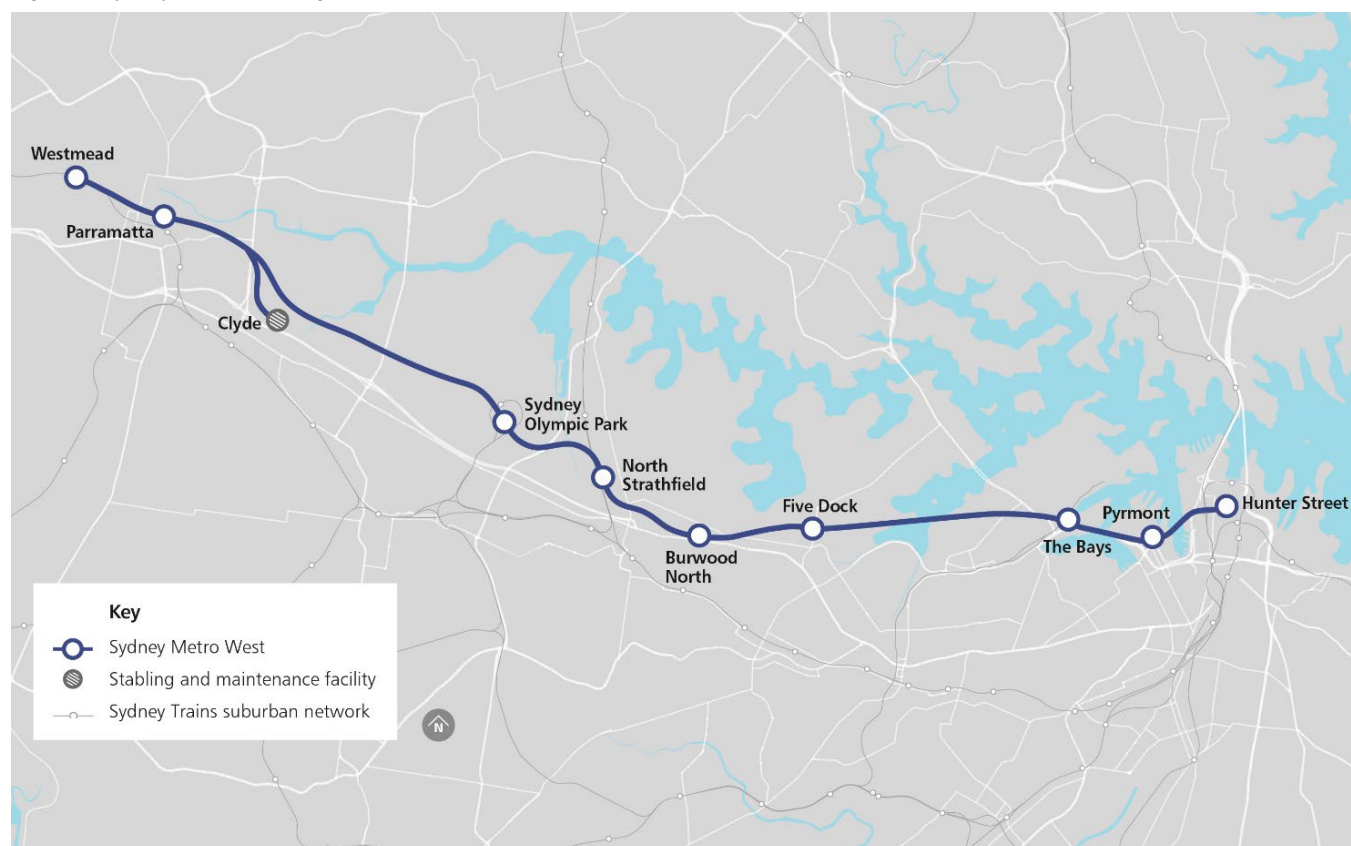 Westmead
Parramatta
Clyde
Sydney
Olympic Park
North
Strathfield
Five Dock
Burwood
North
Pyrmont
Hunter Street
The Bays
Key
Sydney Metro West
Stabling and maintenance facility
Sydney Trains suburban network
N